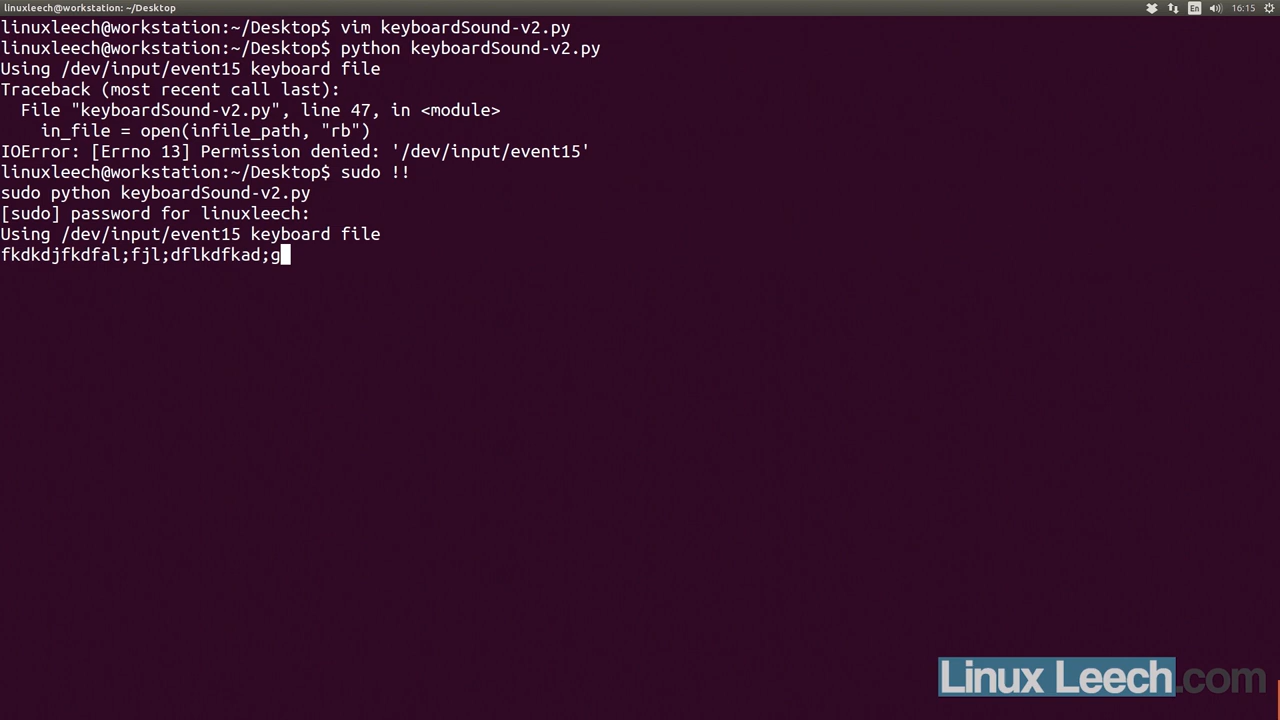 linuxleech@workstation: ~/Desktop
En
16:15
linuxleech@workstation:~/Desktop$ vim keyboardSound-v2.py
linuxleech@workstation:~/Desktop$ python keyboardSound-v2.py
Using /dev/input/event15 keyboard file
Traceback (most recent call last):
  File "keyboardSound-v2.py", line 47, in <module>
    in_file = open(infile_path, "rb")
IOError: [Errno 13] Permission denied: '/dev/input/event15'
linuxleech@workstation:~/Desktop$ sudo !!
sudo python keyboardSound-v2.py
[sudo] password for linuxleech:
Using /dev/input/event15 keyboard file
fkdkdjfkdfal;fjl;dflkdfkad;g
Linux Leech.com